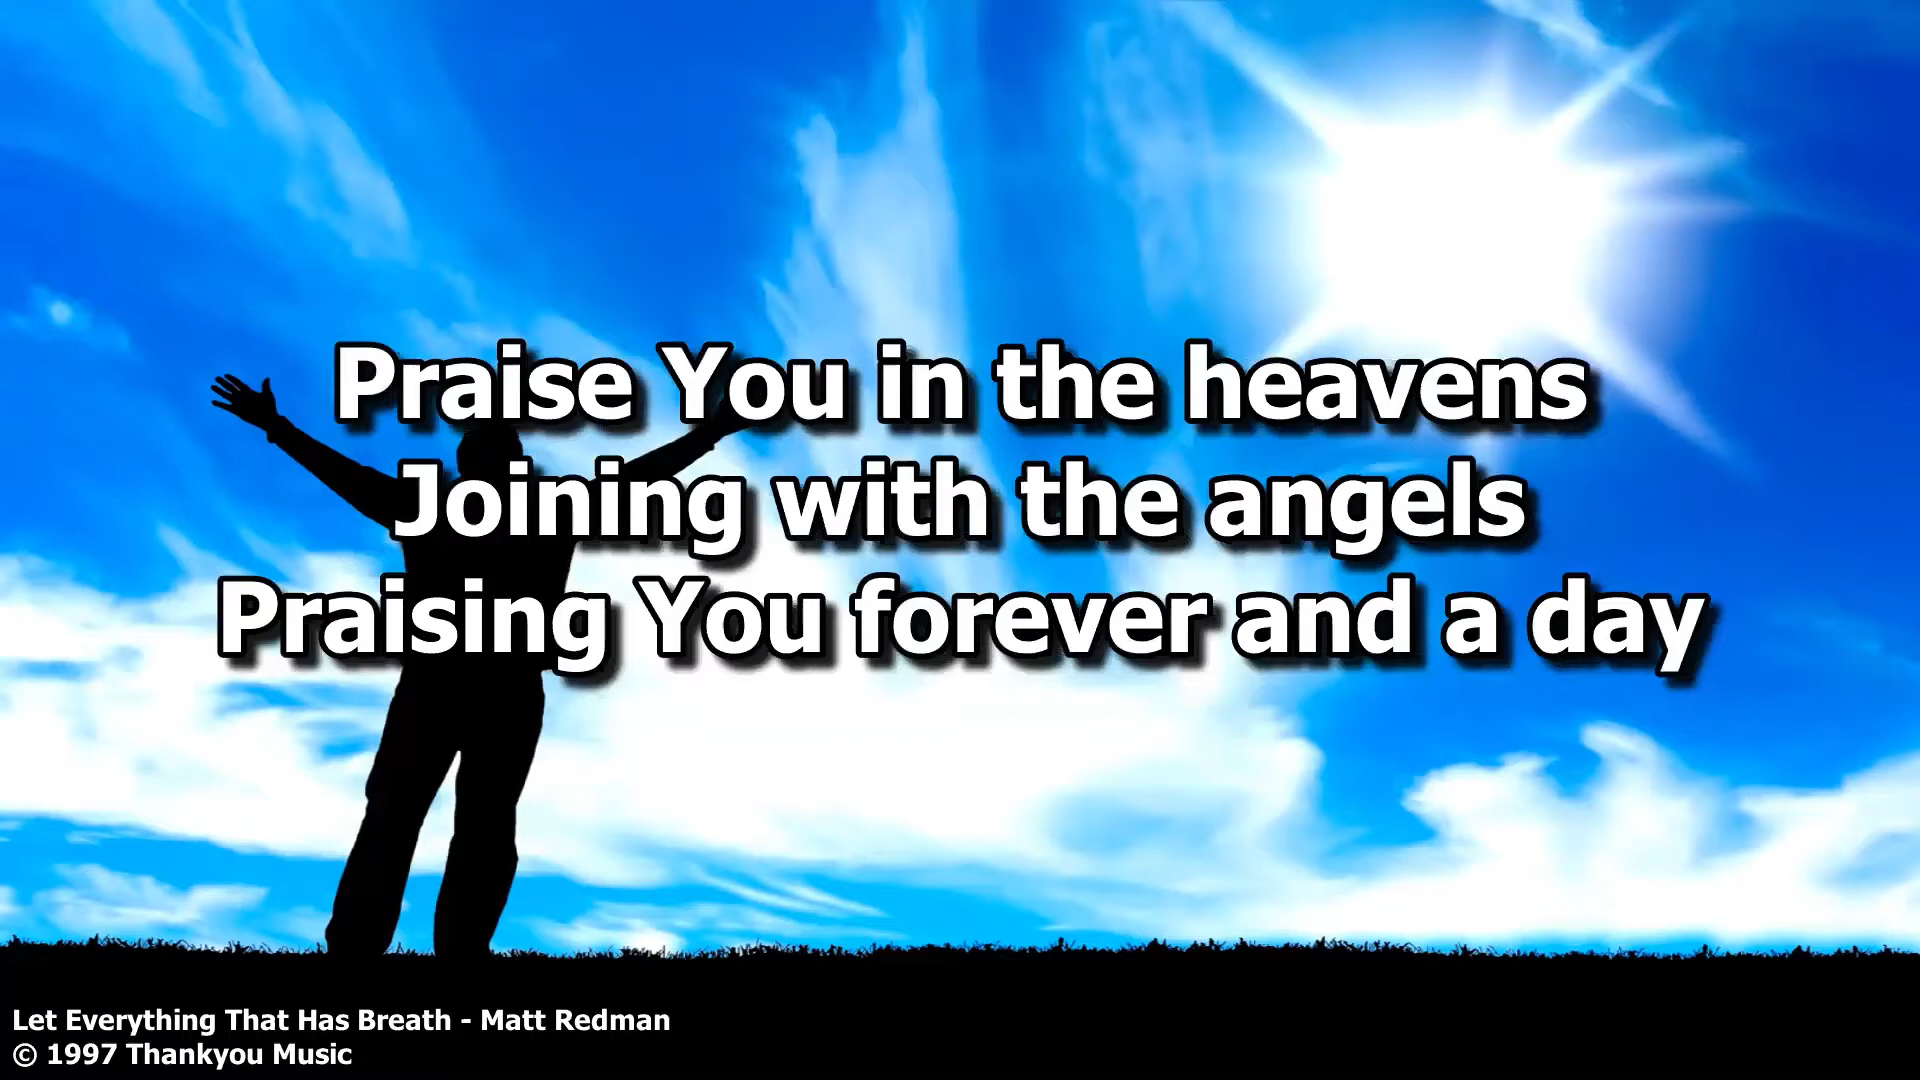 Praise You in the heavens
Joining with the angels
Praising You forever and a day
Let Everything That Has Breath - Matt Redman
© 1997 Thankyou Music